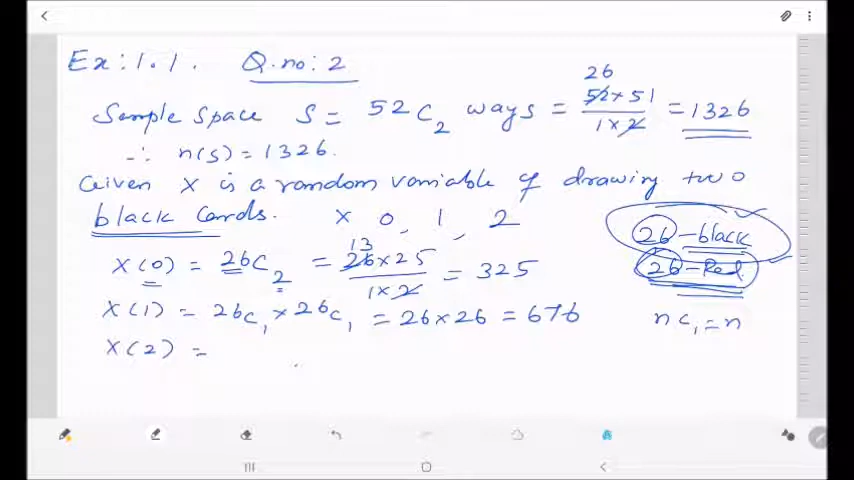 Ex: 1.1. Q.no: 2
Sample space S = 52C₂ ways = 52×51 / 1×2 = 1326
26
∴ n(s) = 1326.
Given X is a random variable of drawing two
black Cards. X 0, 1, 2
26 - black
X(0) = 26C₂ = 26×25 / 1×2 = 325
13
26 - Red.
X(1) = 26C₁ × 26C₁ = 26×26 = 676
nC₁ = n
X(2) =